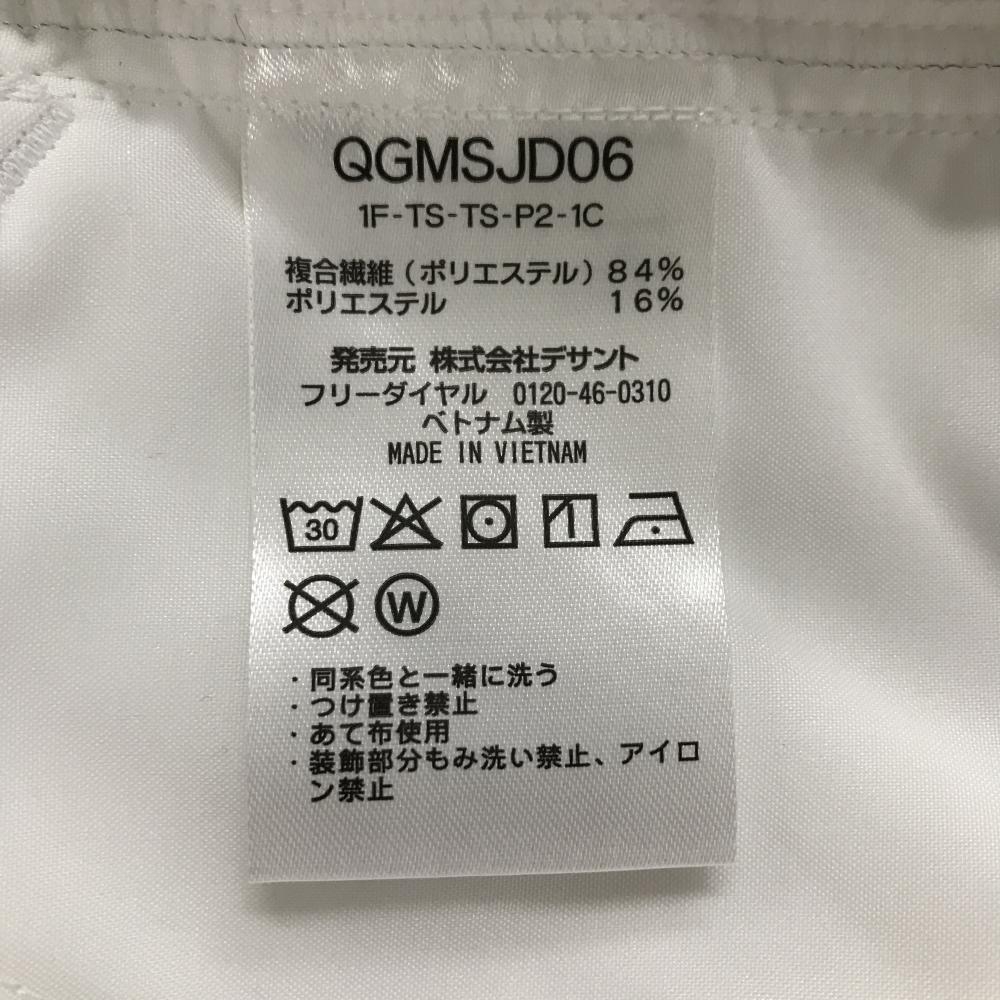 QGMSJD06
1F-TS-TS-P2-1C
複合繊維（ポリエステル）84%
ポリエステル 16%
発売元 株式会社デサント
フリーダイヤル 0120-46-0310
ベトナム製
MADE IN VIETNAM
30
W
・同系色と一緒に洗う
・つけ置き禁止
・あて布使用
・装飾部分もみ洗い禁止、アイロ
ン禁止